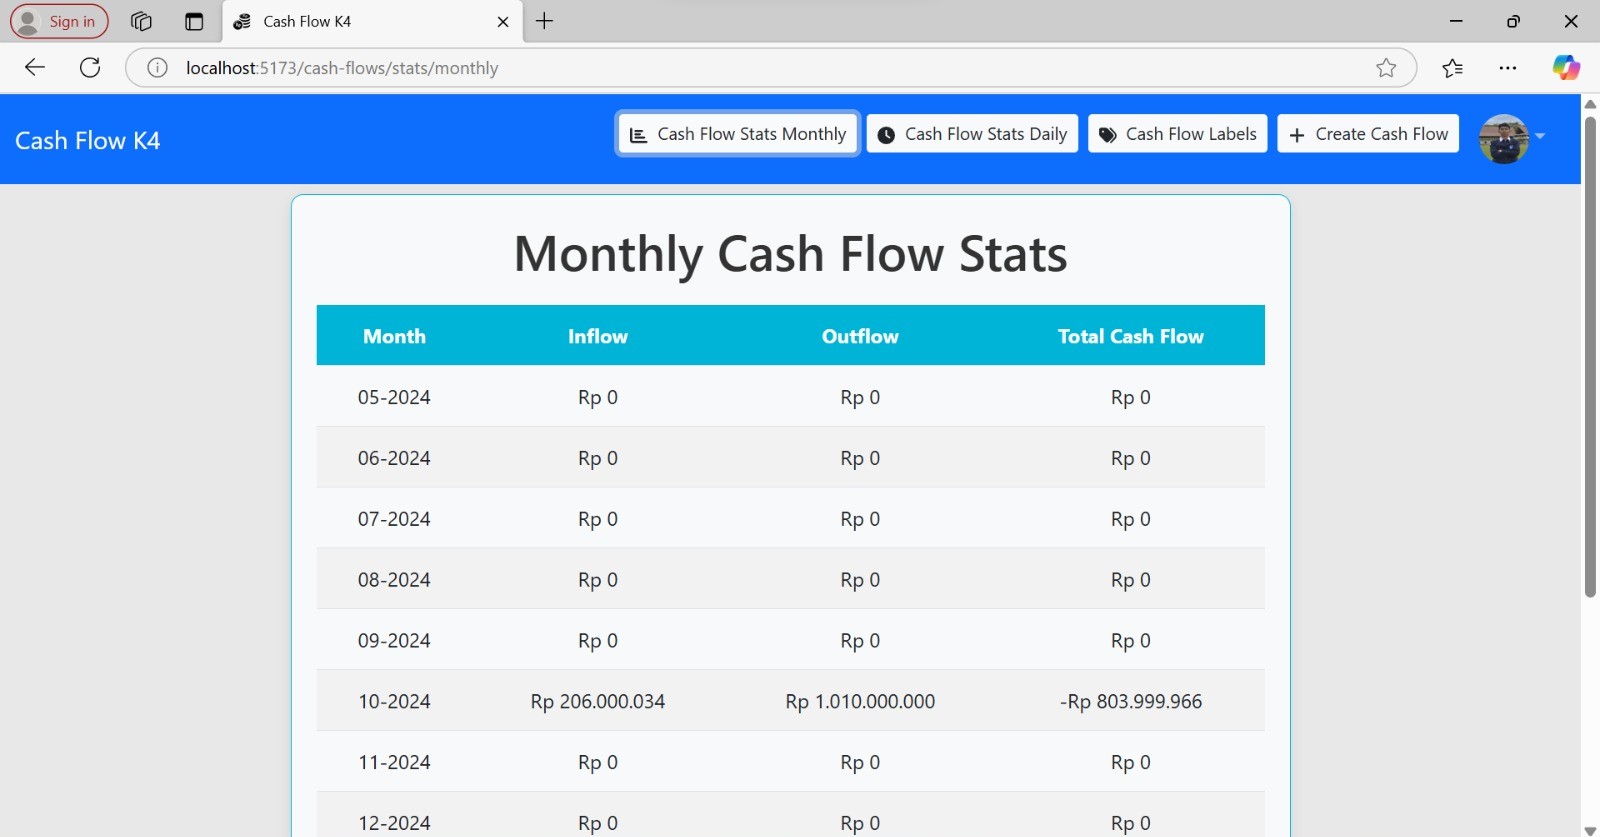 Sign in
Cash Flow K4
localhost:5173/cash-flows/stats/monthly
Cash Flow K4
Cash Flow Stats Monthly
Cash Flow Stats Daily
Cash Flow Labels
Create Cash Flow
Monthly Cash Flow Stats
Month Inflow Outflow Total Cash Flow
05-2024 Rp 0 Rp 0 Rp 0
06-2024 Rp 0 Rp 0 Rp 0
07-2024 Rp 0 Rp 0 Rp 0
08-2024 Rp 0 Rp 0 Rp 0
09-2024 Rp 0 Rp 0 Rp 0
10-2024 Rp 206.000.034 Rp 1.010.000.000 -Rp 803.999.966
11-2024 Rp 0 Rp 0 Rp 0
12-2024 Rp 0 Rp 0 Rp 0